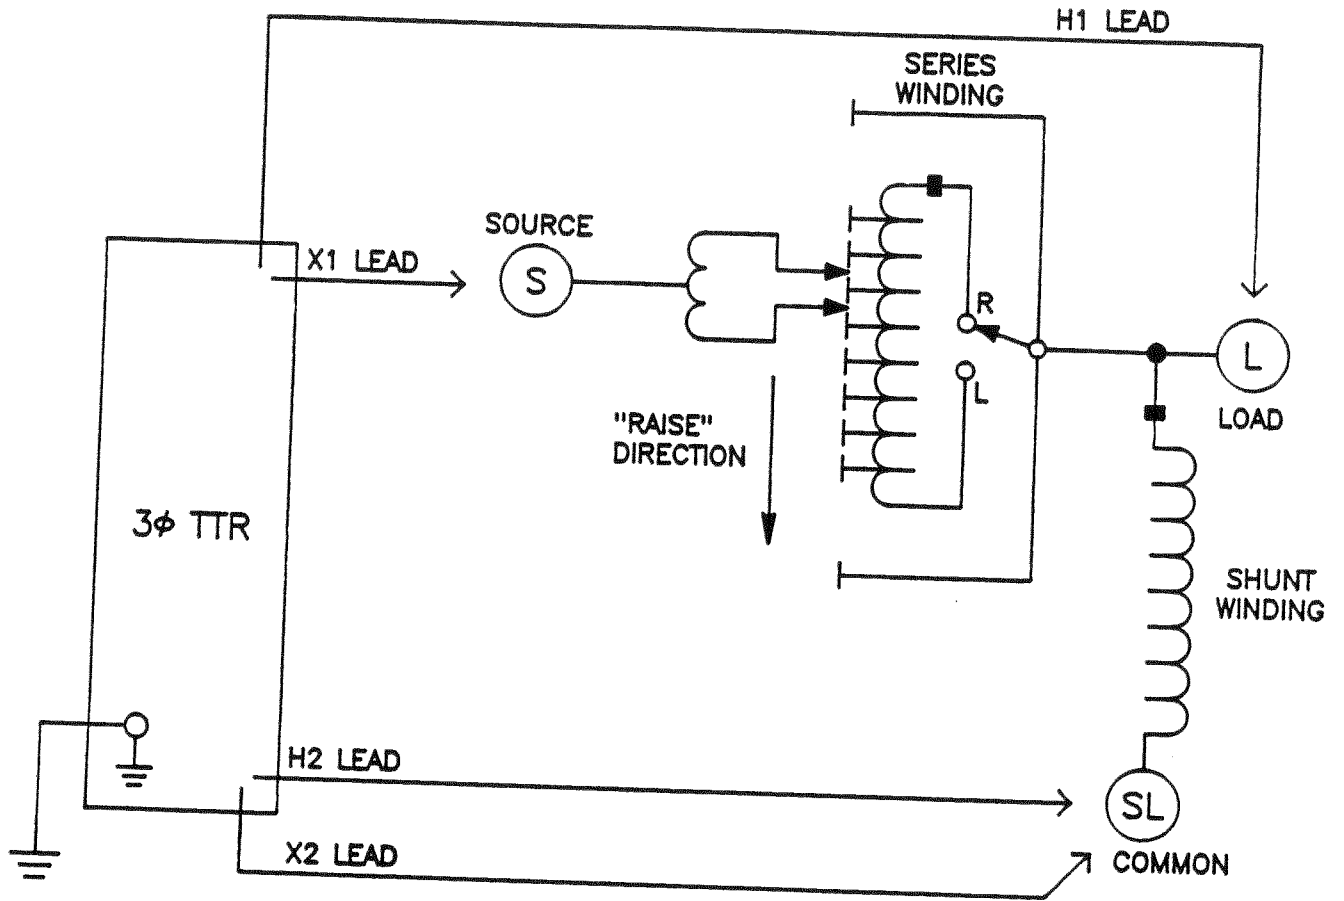 H1 LEAD
SERIES
WINDING
SOURCE
X1 LEAD
S
R
L
L
LOAD
"RAISE"
DIRECTION
3ϕ TTR
SHUNT
WINDING
H2 LEAD
SL
X2 LEAD
COMMON